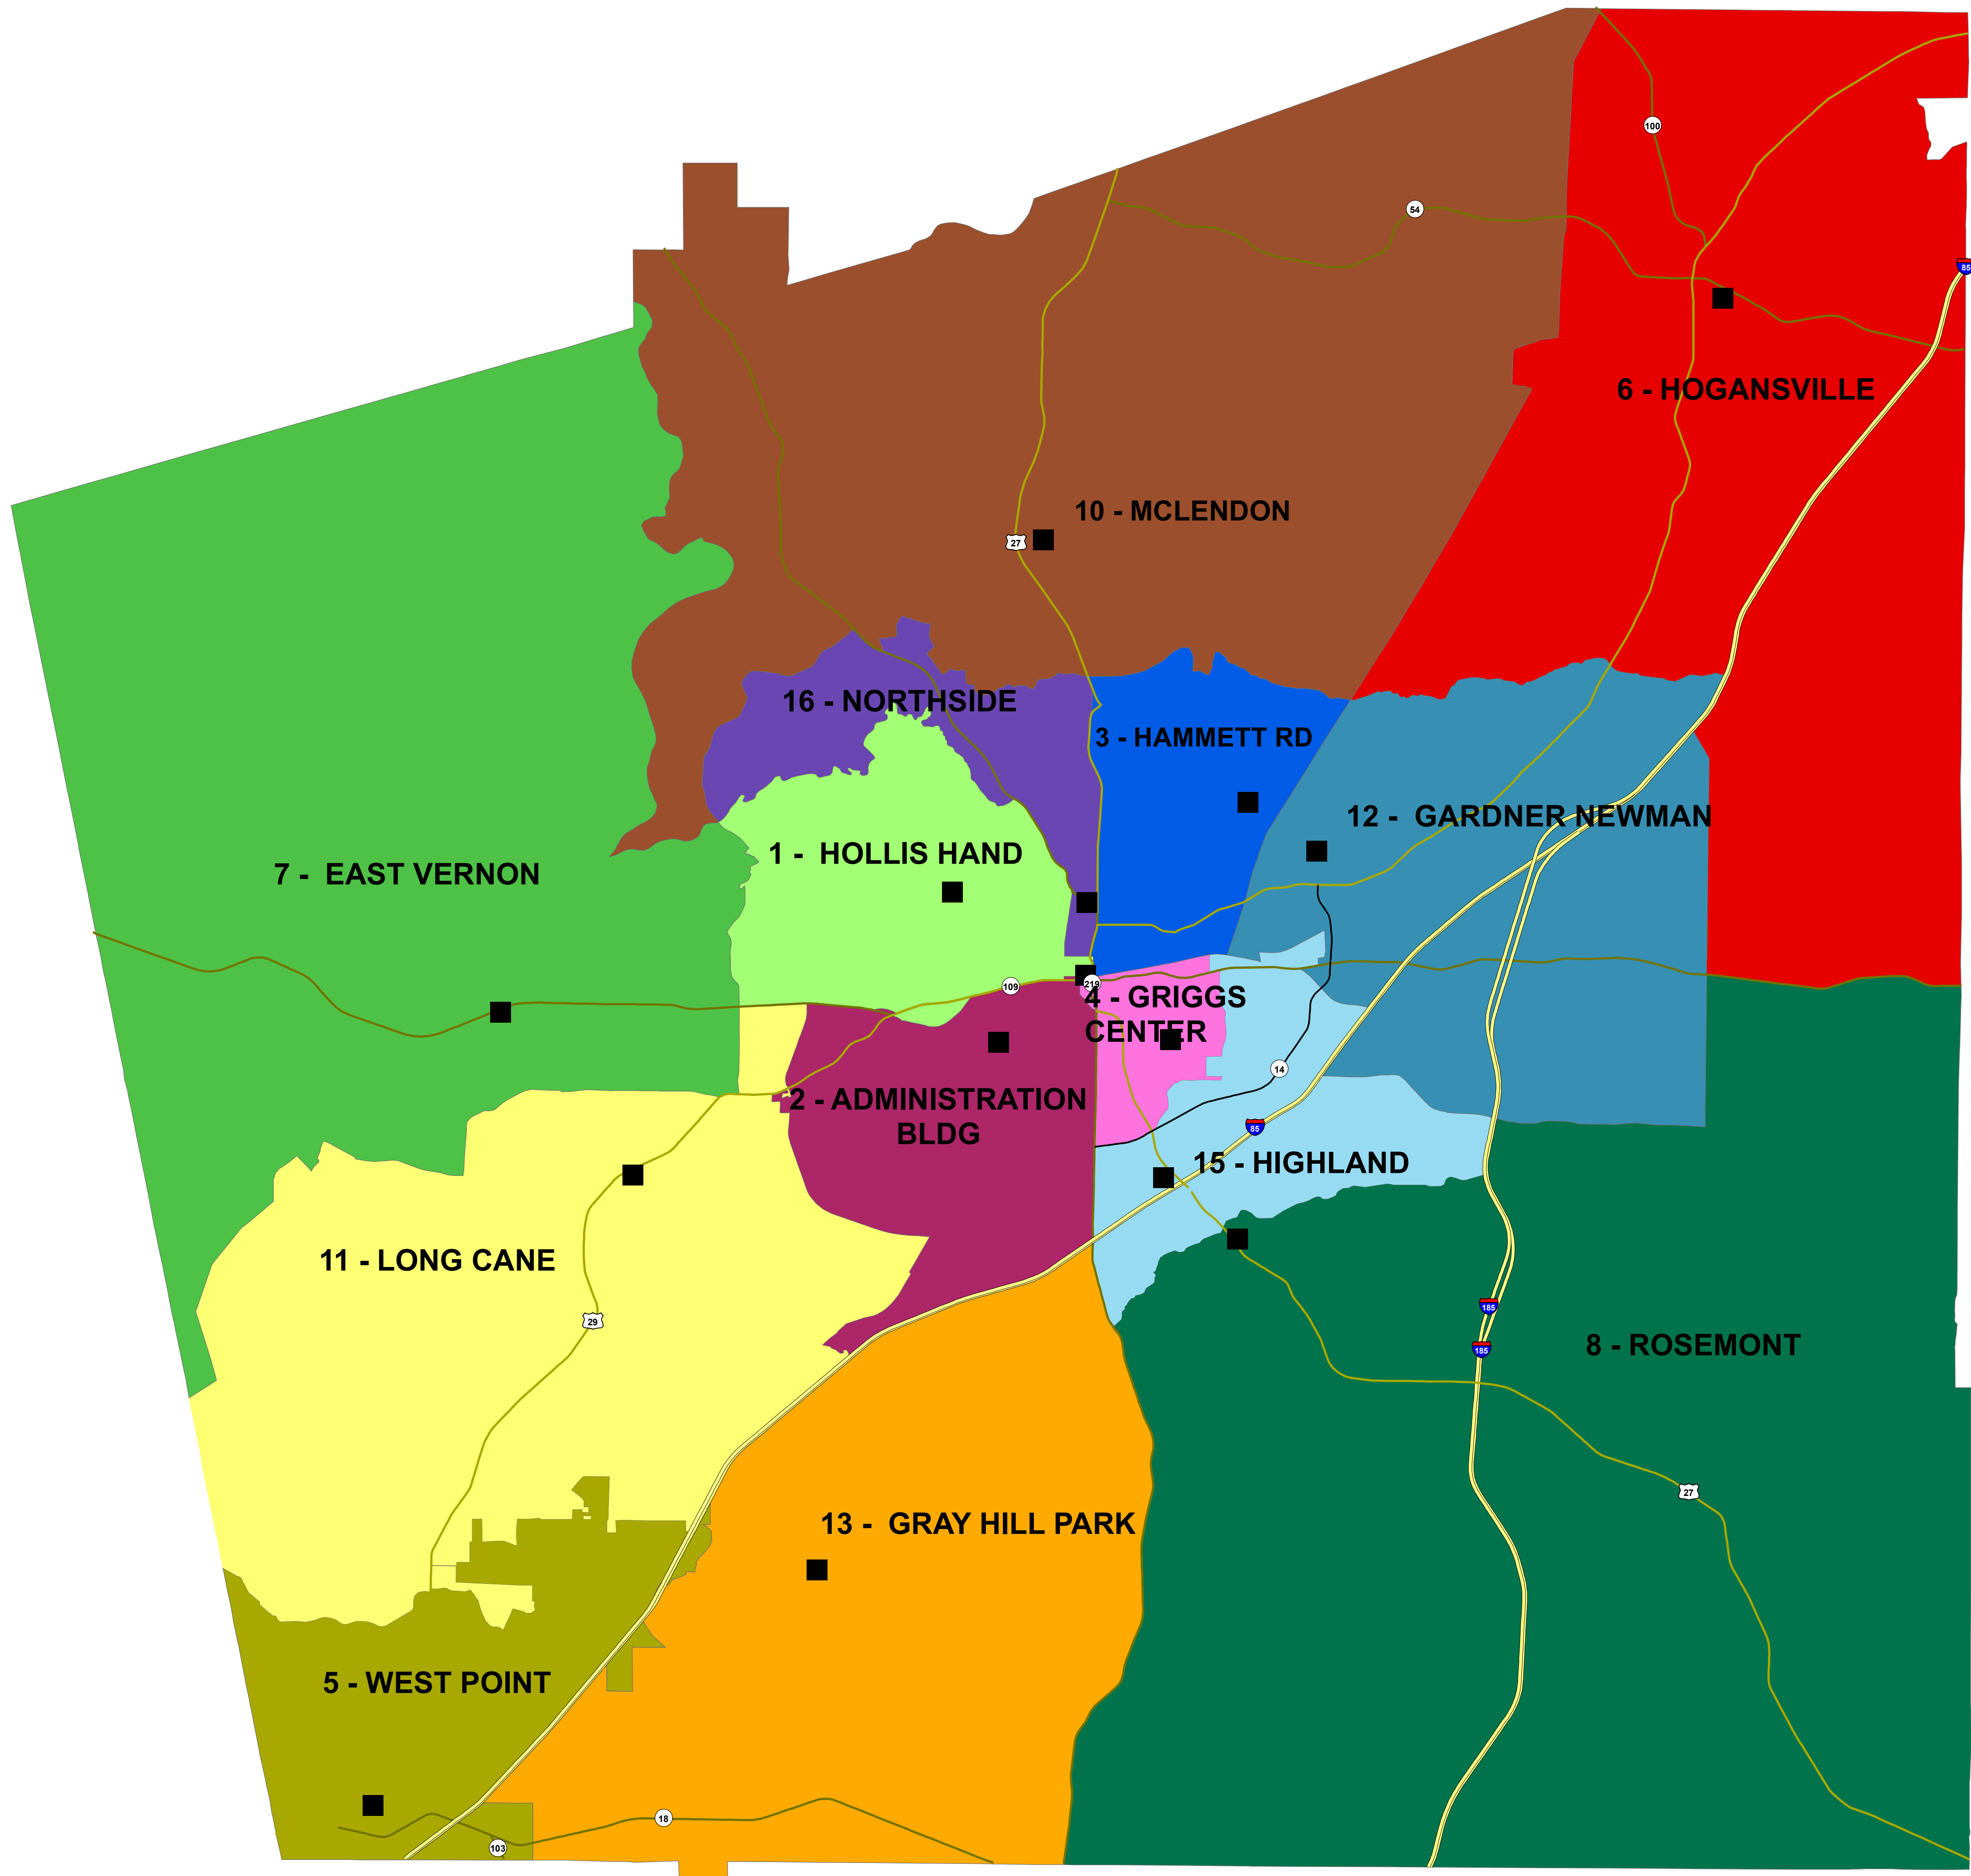 100
54
85
6 - HOGANSVILLE
10 - MCLENDON
27
16 - NORTHSIDE
3 - HAMMETT RD
12 - GARDNER NEWMAN
1 - HOLLIS HAND
7 - EAST VERNON
109
219
4 - GRIGGS
CENTER
14
2 - ADMINISTRATION
BLDG
85
15 - HIGHLAND
11 - LONG CANE
185
29
185
8 - ROSEMONT
27
13 - GRAY HILL PARK
5 - WEST POINT
18
103